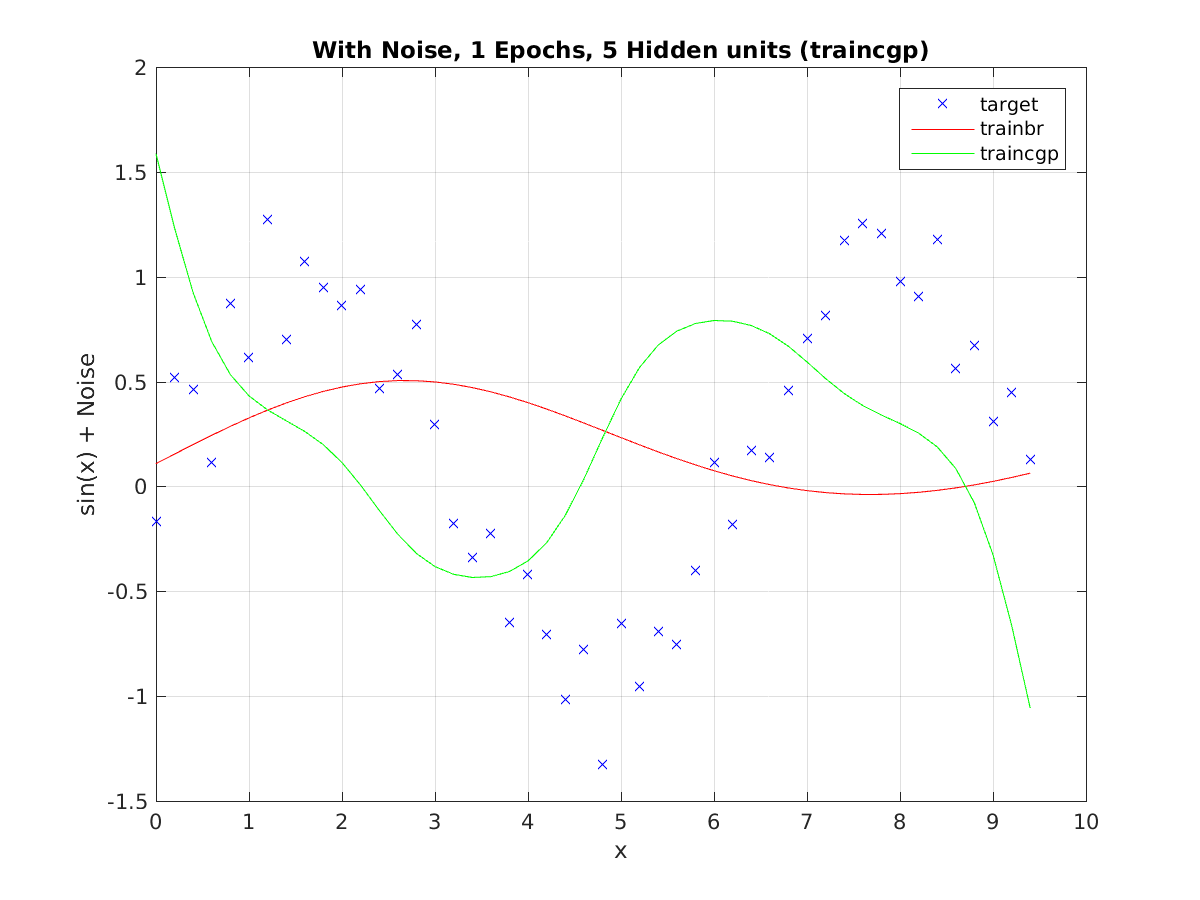 With Noise, 1 Epochs, 5 Hidden units (traincgp)
target
trainbr
traincgp
sin(x) + Noise
2
1.5
1
0.5
0
-0.5
-1
-1.5
0 1 2 3 4 5 6 7 8 9 10
x